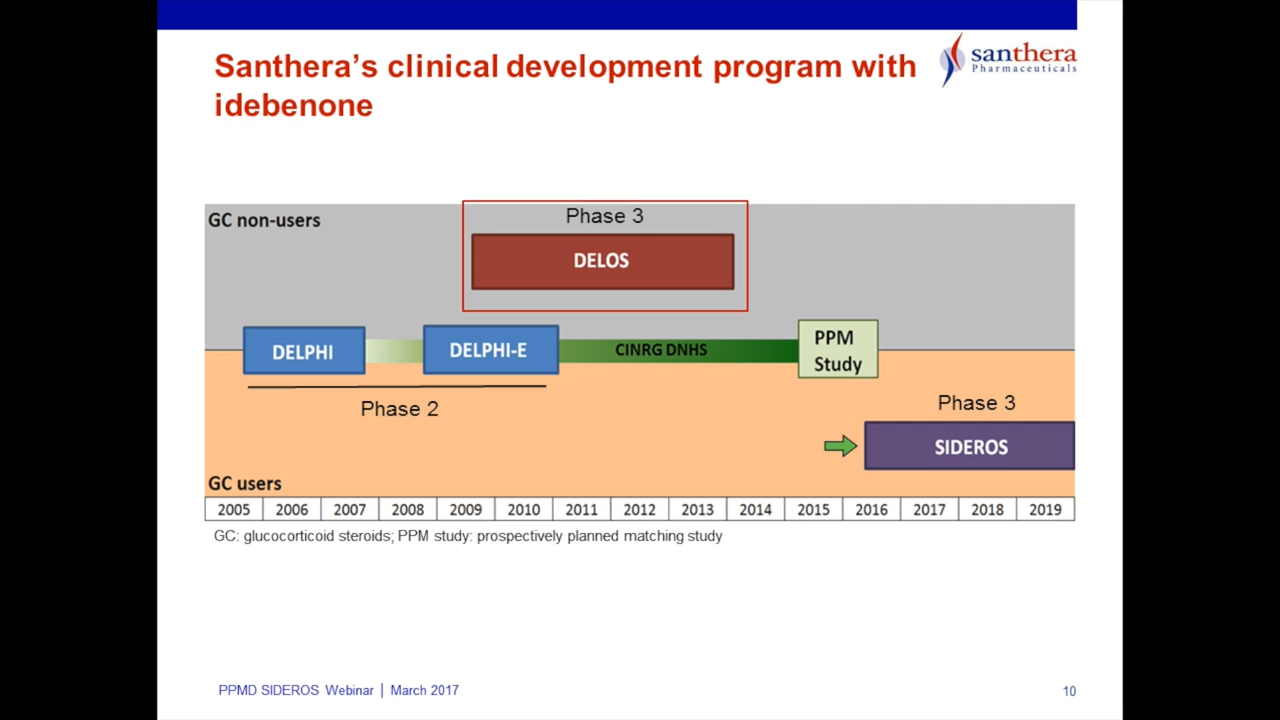 Santhera’s clinical development program with
idebenone
santhera
Pharmaceuticals
GC non-users
Phase 3
DELOS
DELPHI
DELPHI-E
CINRG DNHS
PPM
Study
Phase 2
Phase 3
SIDEROS
GC users
2005 2006 2007 2008 2009 2010 2011 2012 2013 2014 2015 2016 2017 2018 2019
GC: glucocorticoid steroids; PPM study: prospectively planned matching study
PPMD SIDEROS Webinar | March 2017
10